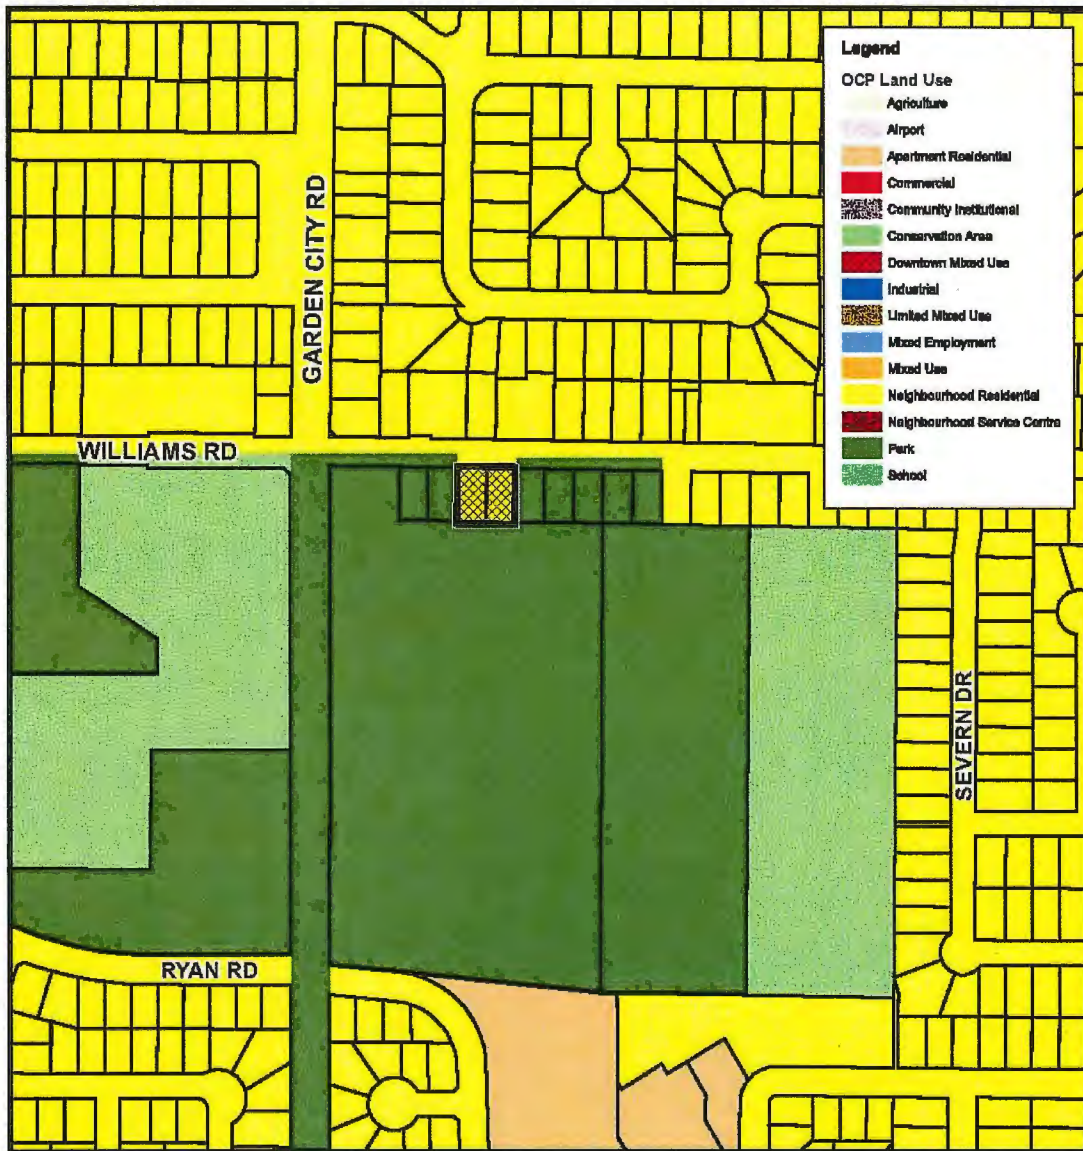 Legend
OCP Land Use
Agriculture
Airport
Apartment Residential
Commercial
Community Institutional
Conservation Area
Downtown Mixed Use
Industrial
Limited Mixed Use
Mixed Employment
Mixed Use
Neighbourhood Residential
Neighbourhood Service Centre
Park
School
GARDEN CITY RD
WILLIAMS RD
SEVERN DR
RYAN RD